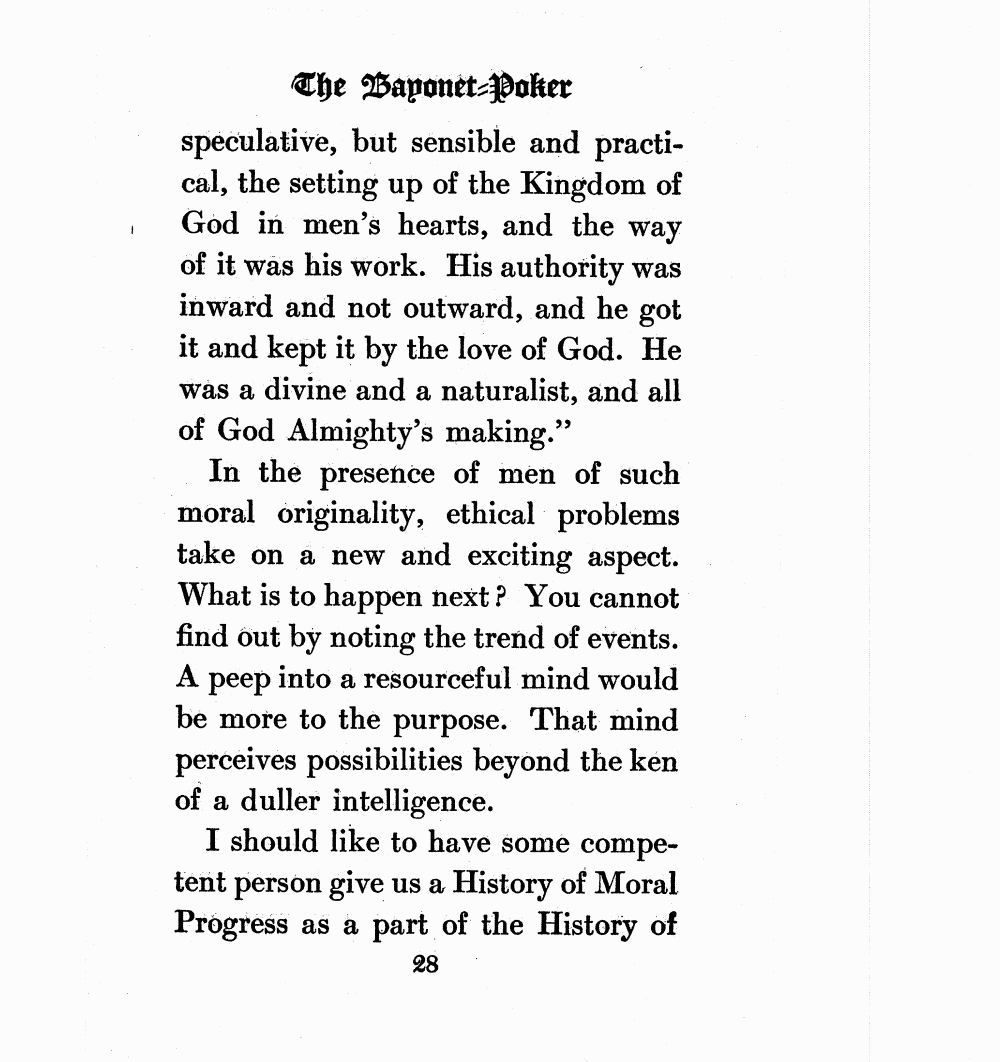 The Bayonet-Poker
speculative, but sensible and practi-
cal, the setting up of the Kingdom of
God in men's hearts, and the way
of it was his work. His authority was
inward and not outward, and he got
it and kept it by the love of God. He
was a divine and a naturalist, and all
of God Almighty's making."
In the presence of men of such
moral originality, ethical problems
take on a new and exciting aspect.
What is to happen next? You cannot
find out by noting the trend of events.
A peep into a resourceful mind would
be more to the purpose. That mind
perceives possibilities beyond the ken
of a duller intelligence.
I should like to have some compe-
tent person give us a History of Moral
Progress as a part of the History of
28